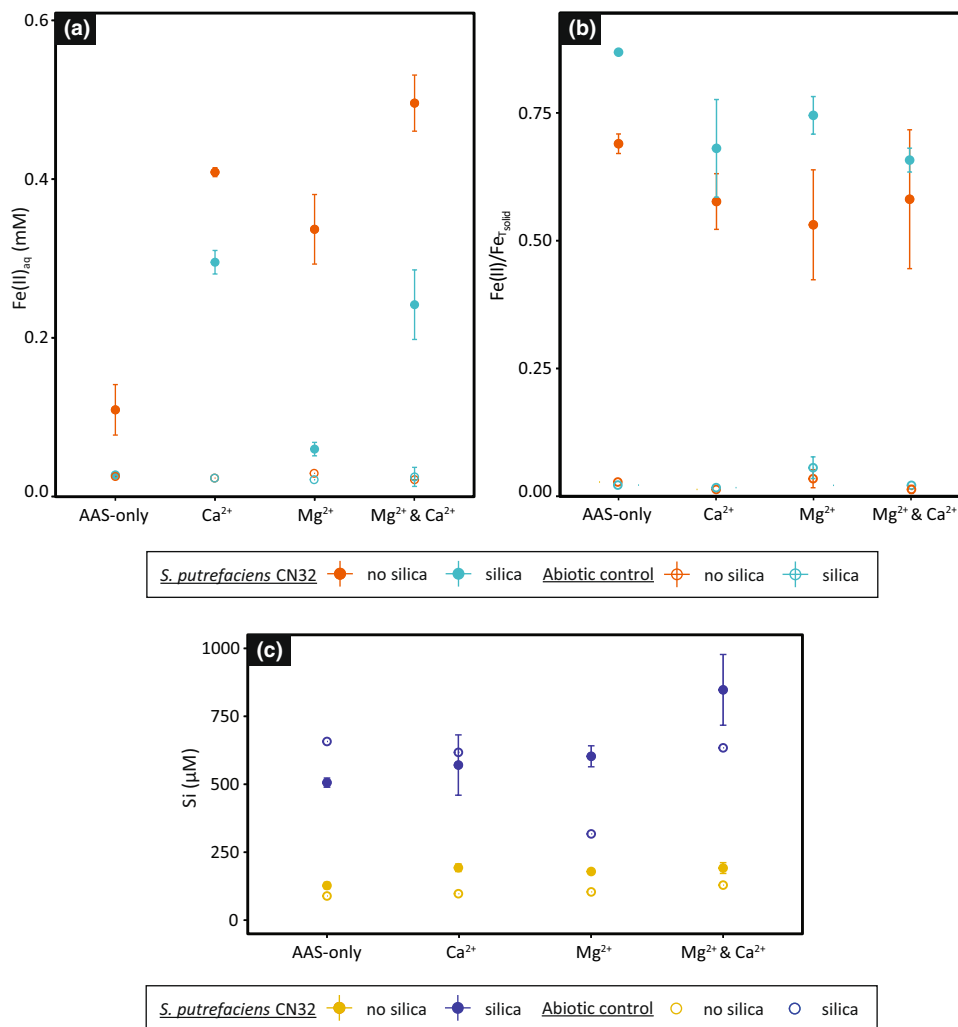 (a)
0.6
0.4
0.2
0.0
Fe(II)aq (mM)
AAS-only Ca²⁺ Mg²⁺ Mg²⁺ & Ca²⁺
(b)
0.75
0.50
0.25
0.00
Fe(II)/FeTsolid
AAS-only Ca²⁺ Mg²⁺ Mg²⁺ & Ca²⁺
S. putrefaciens CN32 no silica silica Abiotic control no silica silica
(c)
1000
750
500
250
0
Si (µM)
AAS-only Ca²⁺ Mg²⁺ Mg²⁺ & Ca²⁺
S. putrefaciens CN32 no silica silica Abiotic control no silica silica